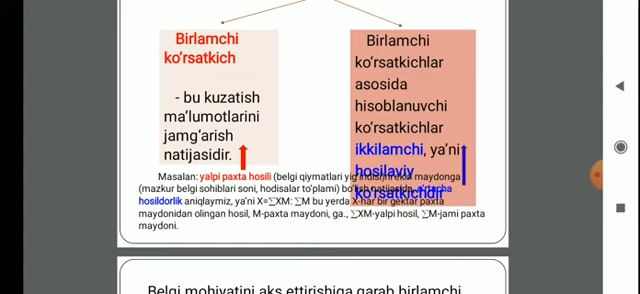 Birlamchi
ko‘rsatkich
- bu kuzatish
ma’lumotlarini
jamg‘arish
natijasidir.
Birlamchi
ko‘rsatkichlar
asosida
hisoblanuvchi
ko‘rsatkichlar
ikkilamchi, ya’ni
hosilaviy
ko‘rsatkichdir
Masalan: yalpi paxta hosili (belgi qiymatlari yig‘indisi)ni ekin maydonga
(mazkur belgi sohiblari soni, hodisalar to‘plami) bo‘lish natijasida o‘rtacha
hosildorlik aniqlaymiz, ya’ni X=∑XM: ∑M bu yerda X-har bir gektar paxta
maydonidan olingan hosil, M-paxta maydoni, ga., ∑XM-yalpi hosil, ∑M-jami paxta
maydoni.
Belgi mohiyatini aks ettirishiga qarab birlamchi